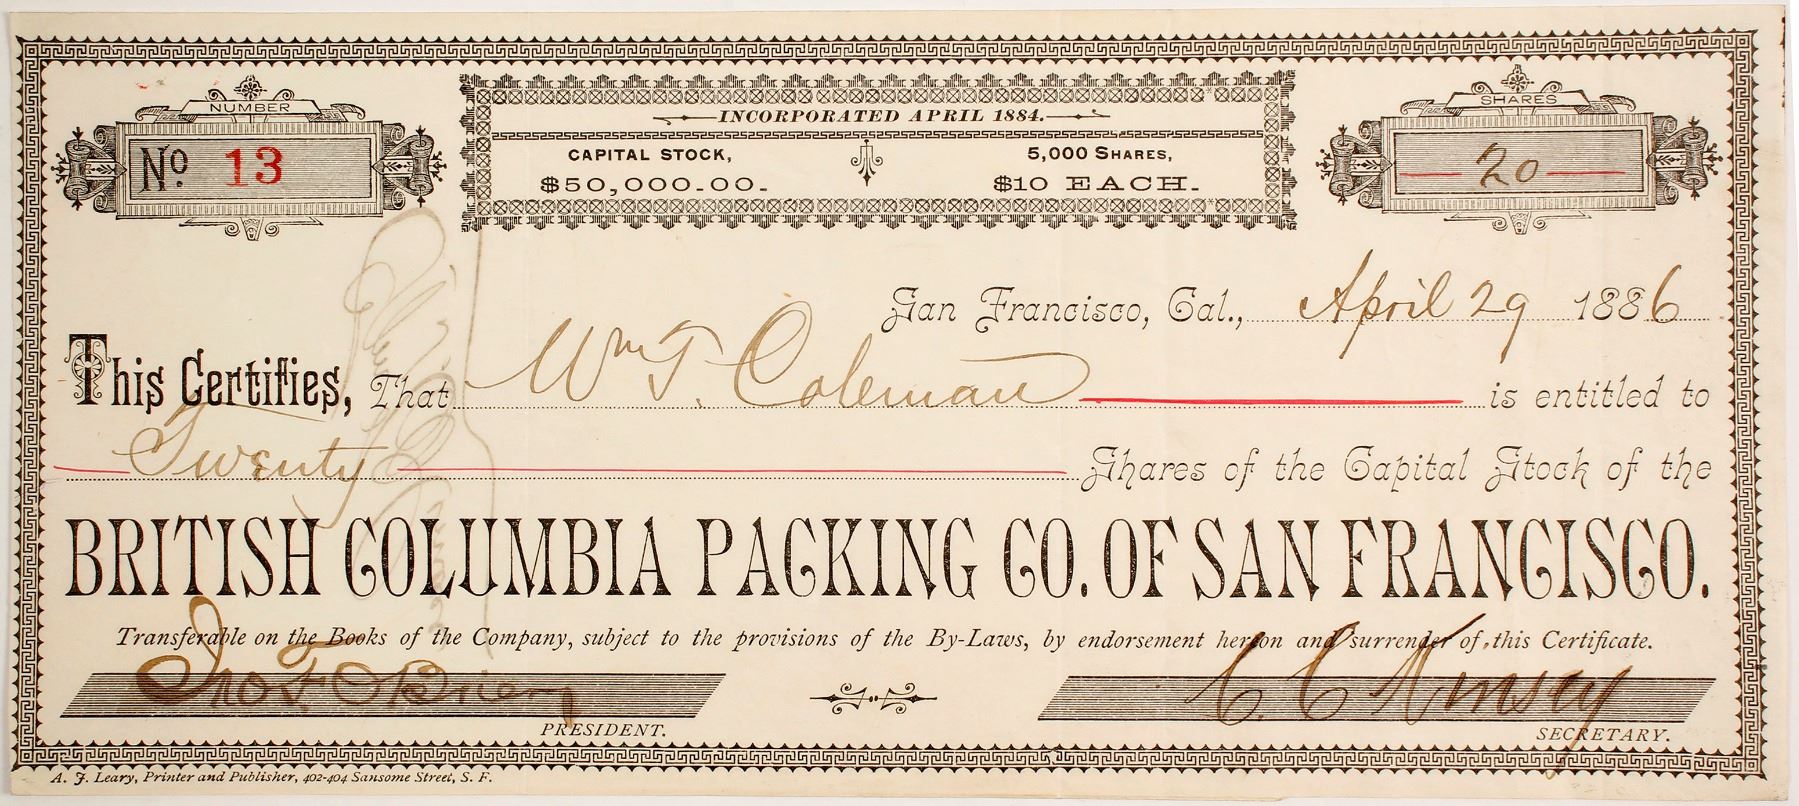 NUMBER
No. 13
INCORPORATED APRIL 1884.
CAPITAL STOCK,
$50,000.00.
5,000 SHARES,
$10 EACH.
SHARES
20
San Francisco, Cal., April 29 1886
This Certifies, That Wm T. Coleman is entitled to
Twenty Shares of the Capital Stock of the
BRITISH COLUMBIA PACKING CO. OF SAN FRANCISCO.
Transferable on the Books of the Company, subject to the provisions of the By-Laws, by endorsement hereon and surrender of this Certificate.
Jno T O'Brien
PRESIDENT.
C. C.
SECRETARY.
A. J. Leary, Printer and Publisher, 402-404 Sansome Street, S. F.